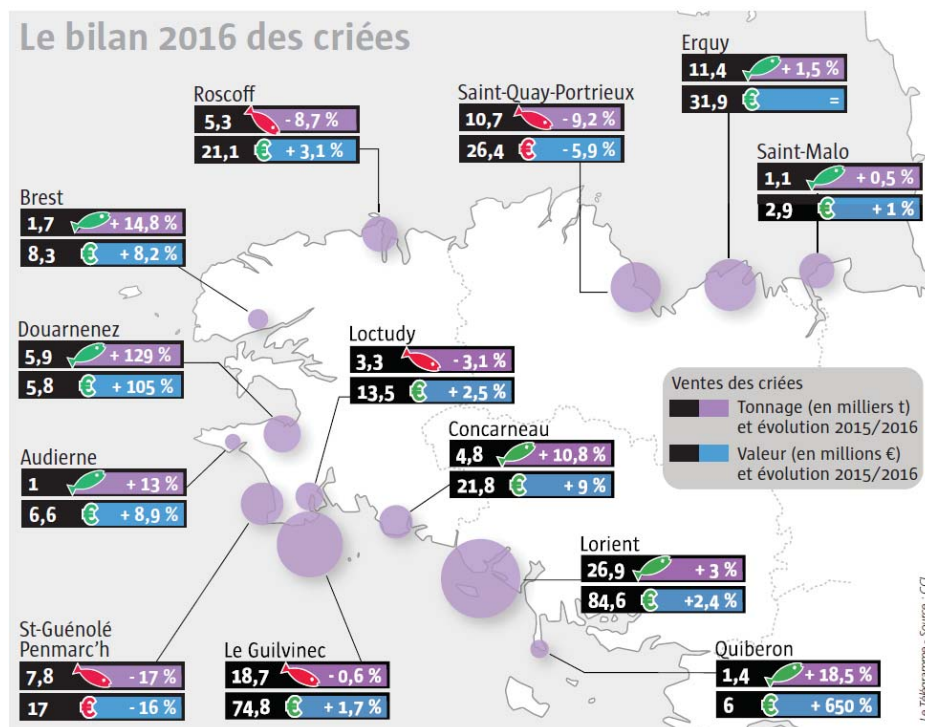 Le bilan 2016 des criées
Erquy
11,4 + 1,5 %
31,9 € =
Roscoff
5,3 - 8,7 %
21,1 € + 3,1 %
Saint-Quay-Portrieux
10,7 - 9,2 %
26,4 € - 5,9 %
Saint-Malo
1,1 + 0,5 %
2,9 € + 1 %
Brest
1,7 + 14,8 %
8,3 € + 8,2 %
Douarnenez
5,9 + 129 %
5,8 € + 105 %
Loctudy
3,3 - 3,1 %
13,5 € + 2,5 %
Ventes des criées
Tonnage (en milliers t)
et évolution 2015/2016
Valeur (en millions €)
et évolution 2015/2016
Concarneau
4,8 + 10,8 %
21,8 € + 9 %
Audierne
1 + 13 %
6,6 € + 8,9 %
Lorient
26,9 + 3 %
84,6 € +2,4 %
St-Guénolé
Penmarc'h
7,8 - 17 %
17 € - 16 %
Le Guilvinec
18,7 - 0,6 %
74,8 € + 1,7 %
Quiberon
1,4 + 18,5 %
6 € + 650 %
Le Télégramme - Source : CCI